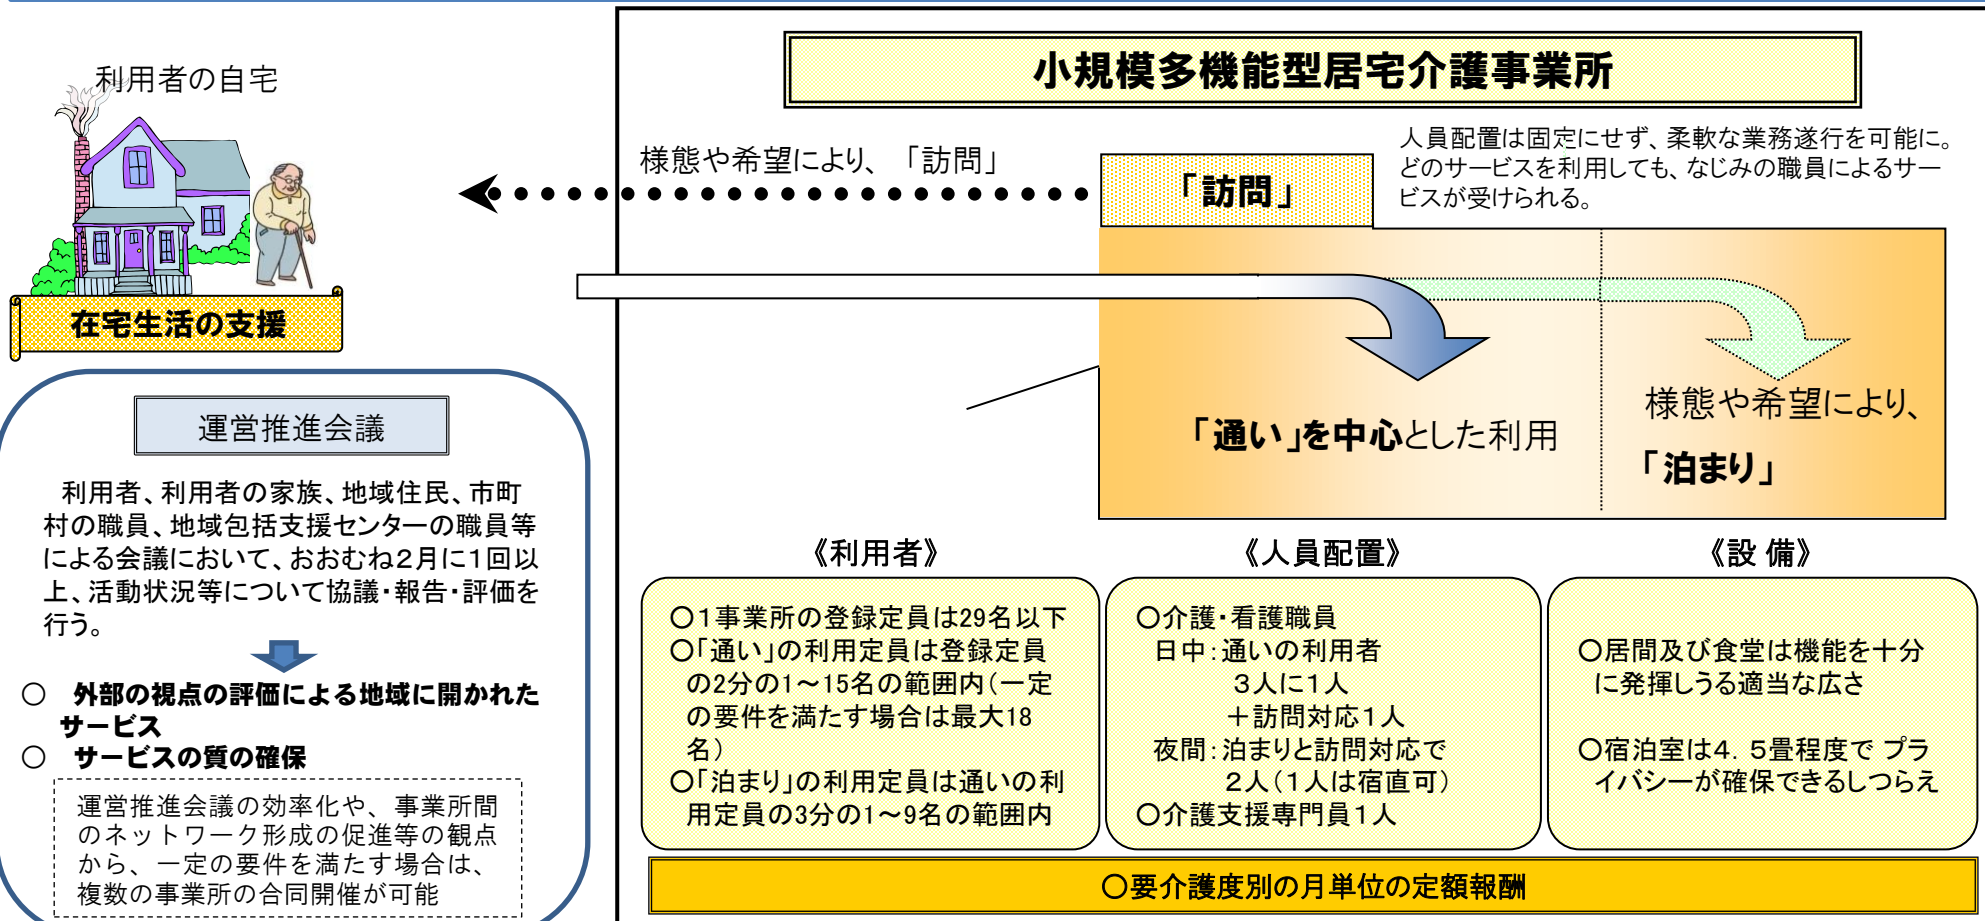 利用者の自宅
在宅生活の支援
運営推進会議
利用者、利用者の家族、地域住民、市町
村の職員、地域包括支援センターの職員等
による会議において、おおむね２月に１回以
上、活動状況等について協議・報告・評価を
行う。
○　外部の視点の評価による地域に開かれた
サービス
○　サービスの質の確保
運営推進会議の効率化や、事業所間
のネットワーク形成の促進等の観点
から、一定の要件を満たす場合は、
複数の事業所の合同開催が可能
小規模多機能型居宅介護事業所
様態や希望により、「訪問」
「訪問」
人員配置は固定にせず、柔軟な業務遂行を可能に。
どのサービスを利用しても、なじみの職員によるサー
ビスが受けられる。
「通い」を中心とした利用
様態や希望により、
「泊まり」
《利用者》
○１事業所の登録定員は29名以下
○「通い」の利用定員は登録定員
の2分の1～15名の範囲内（一定
の要件を満たす場合は最大18
名）
○「泊まり」の利用定員は通いの利
用定員の3分の1～9名の範囲内
《人員配置》
○介護・看護職員
日中：通いの利用者
３人に１人
＋訪問対応１人
夜間：泊まりと訪問対応で
２人（１人は宿直可）
○介護支援専門員１人
《設 備》
○居間及び食堂は機能を十分
に発揮しうる適当な広さ
○宿泊室は４．５畳程度で プラ
イバシーが確保できるしつらえ
○要介護度別の月単位の定額報酬